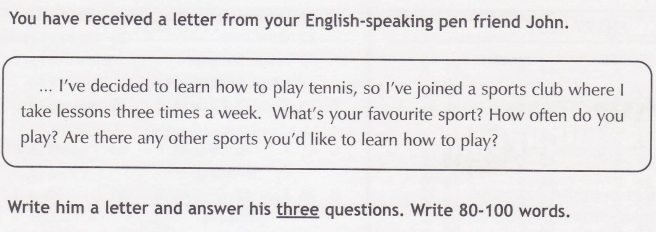 You have received a letter from your English-speaking pen friend John.
... I've decided to learn how to play tennis, so I've joined a sports club where I
take lessons three times a week. What's your favourite sport? How often do you
play? Are there any other sports you'd like to learn how to play?
Write him a letter and answer his three questions. Write 80-100 words.